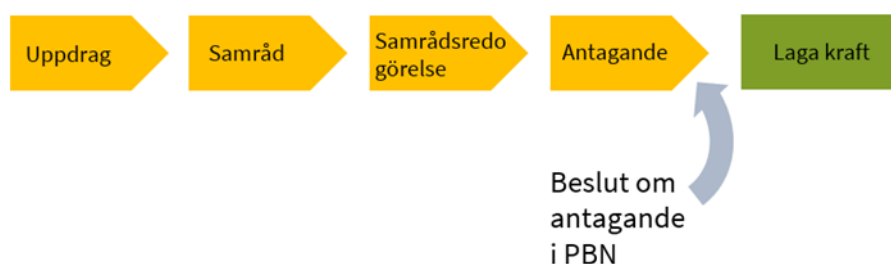 Uppdrag
Samråd
Samrådsredo
görelse
Antagande
Laga kraft
Beslut om
antagande
i PBN